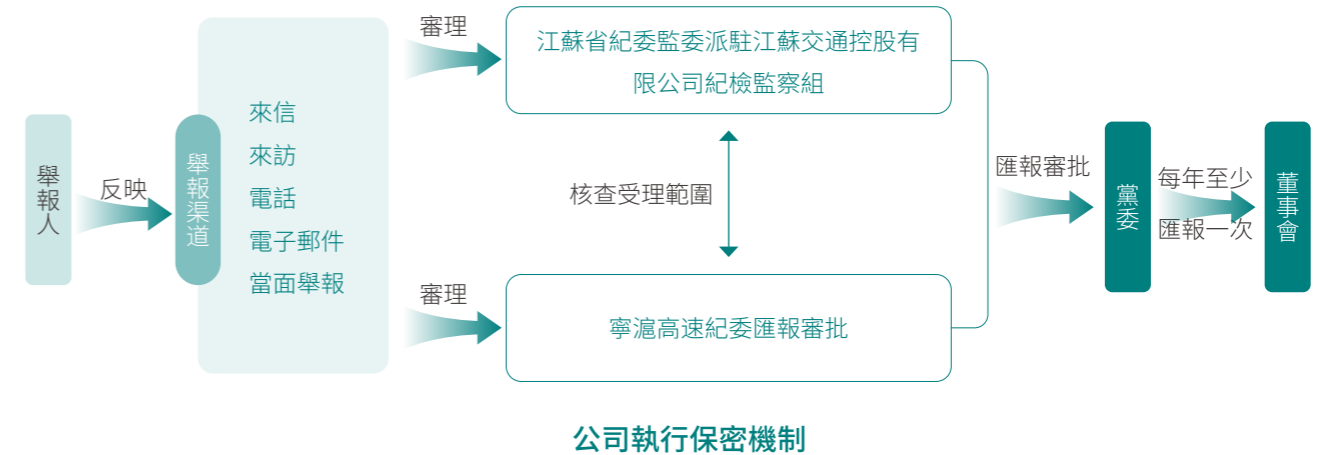 舉報人
反映
舉報渠道
來信
來訪
電話
電子郵件
當面舉報
審理
江蘇省紀委監委派駐江蘇交通控股有
限公司紀檢監察組
核查受理範圍
審理
寧滬高速紀委匯報審批
匯報審批
黨委
每年至少
匯報一次
董事會
公司執行保密機制